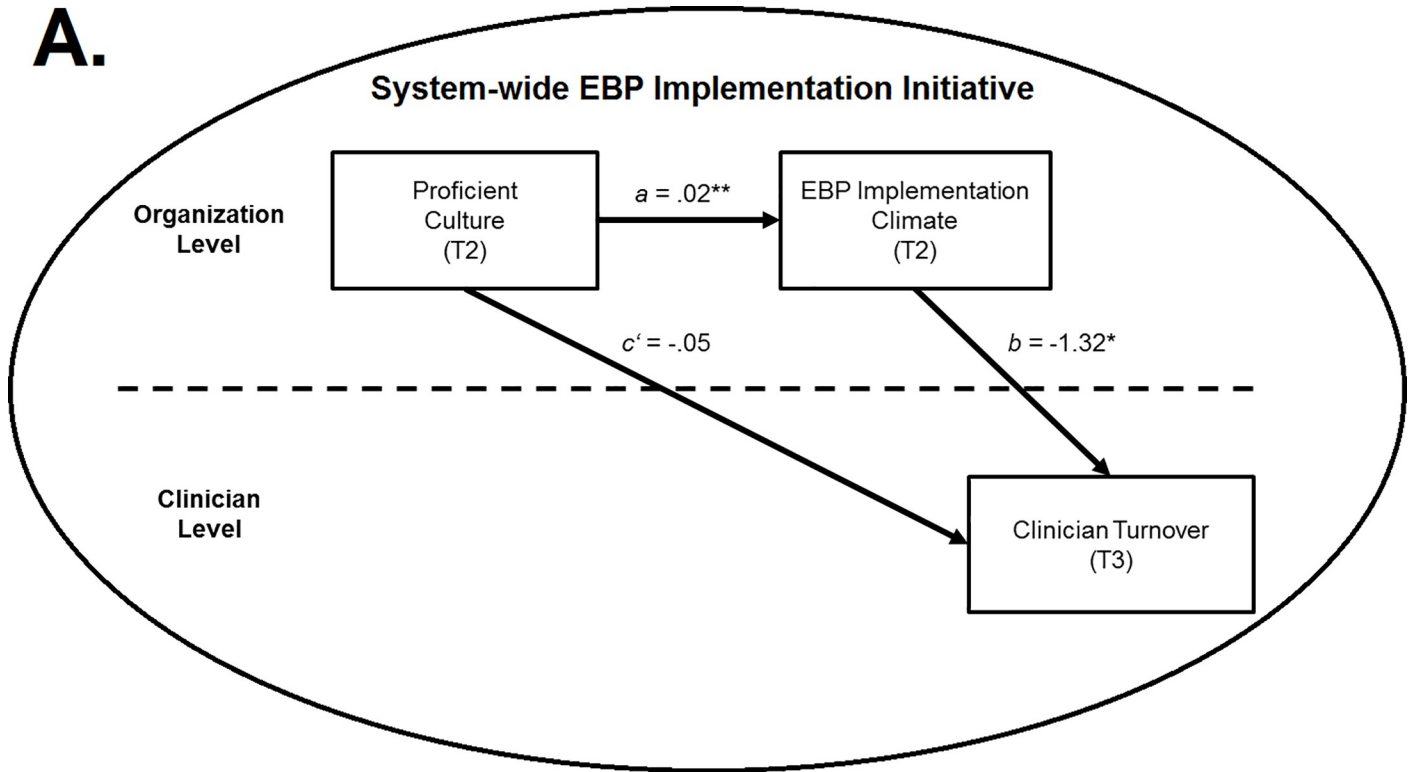 A.
System-wide EBP Implementation Initiative
Organization
Level
Proficient
Culture
(T2)
a = .02**
EBP Implementation
Climate
(T2)
c‘ = -.05
b = -1.32*
Clinician
Level
Clinician Turnover
(T3)